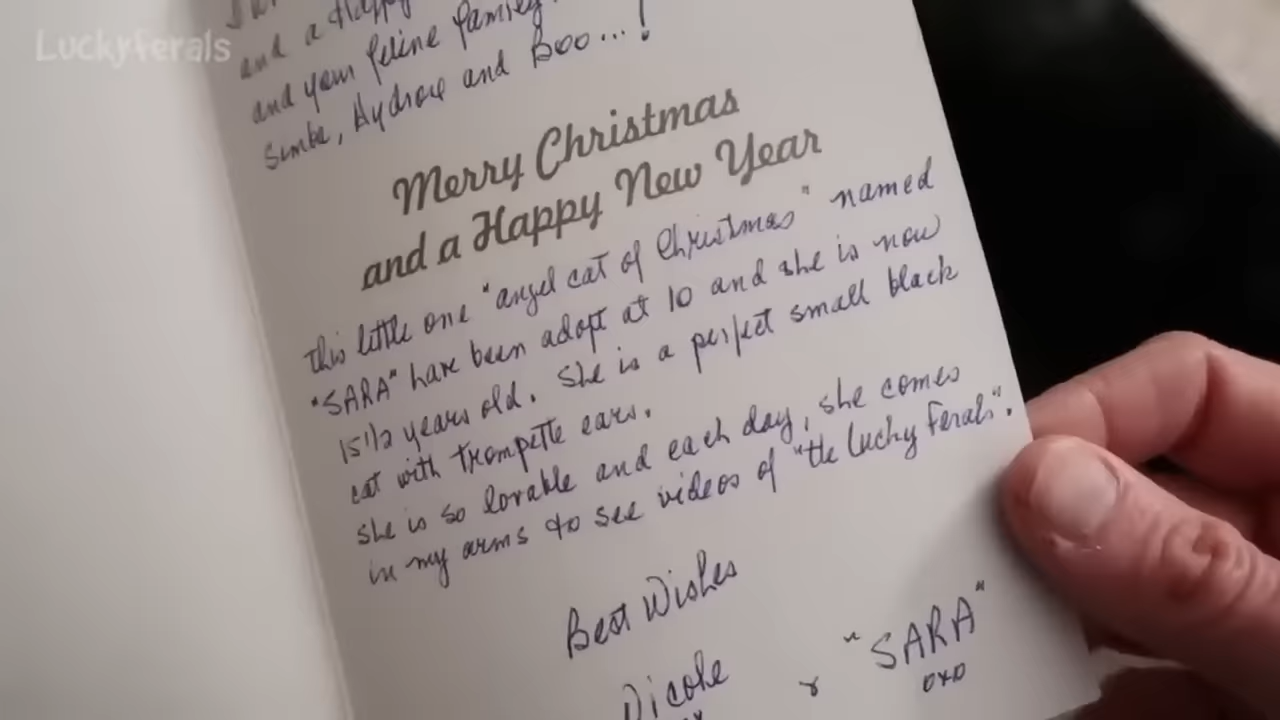 Luckyferals
and a Happy
and your feline family
Simba, Hydroxe and Boo...!
Merry Christmas
and a Happy New Year
This little one "angel cat of Christmas" named
"SARA" have been adopt at 10 and she is now
15 1/2 years old. She is a perfect small black
cat with trompette ears.
she is so lovable and each day, she comes
in my arms to see videos of "the Lucky Ferals".
Best Wishes
Nicole & "SARA"
oxo